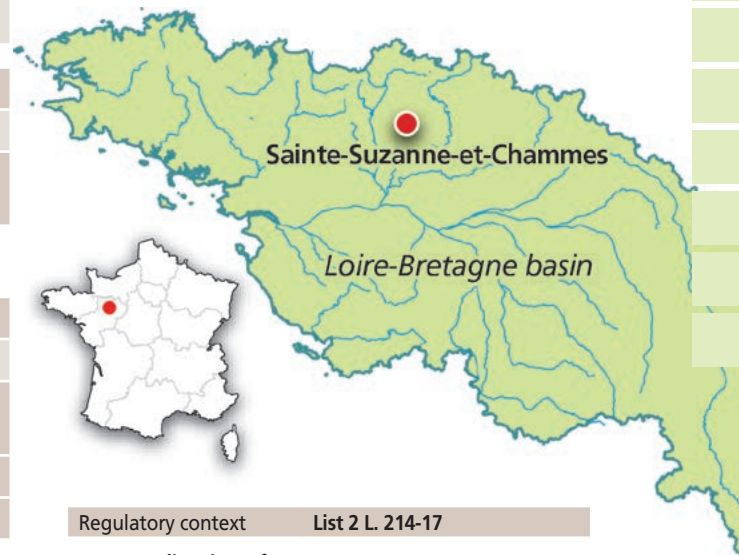 Sainte-Suzanne-et-Chammes
Loire-Bretagne basin
Regulatory context List 2 L. 214-17